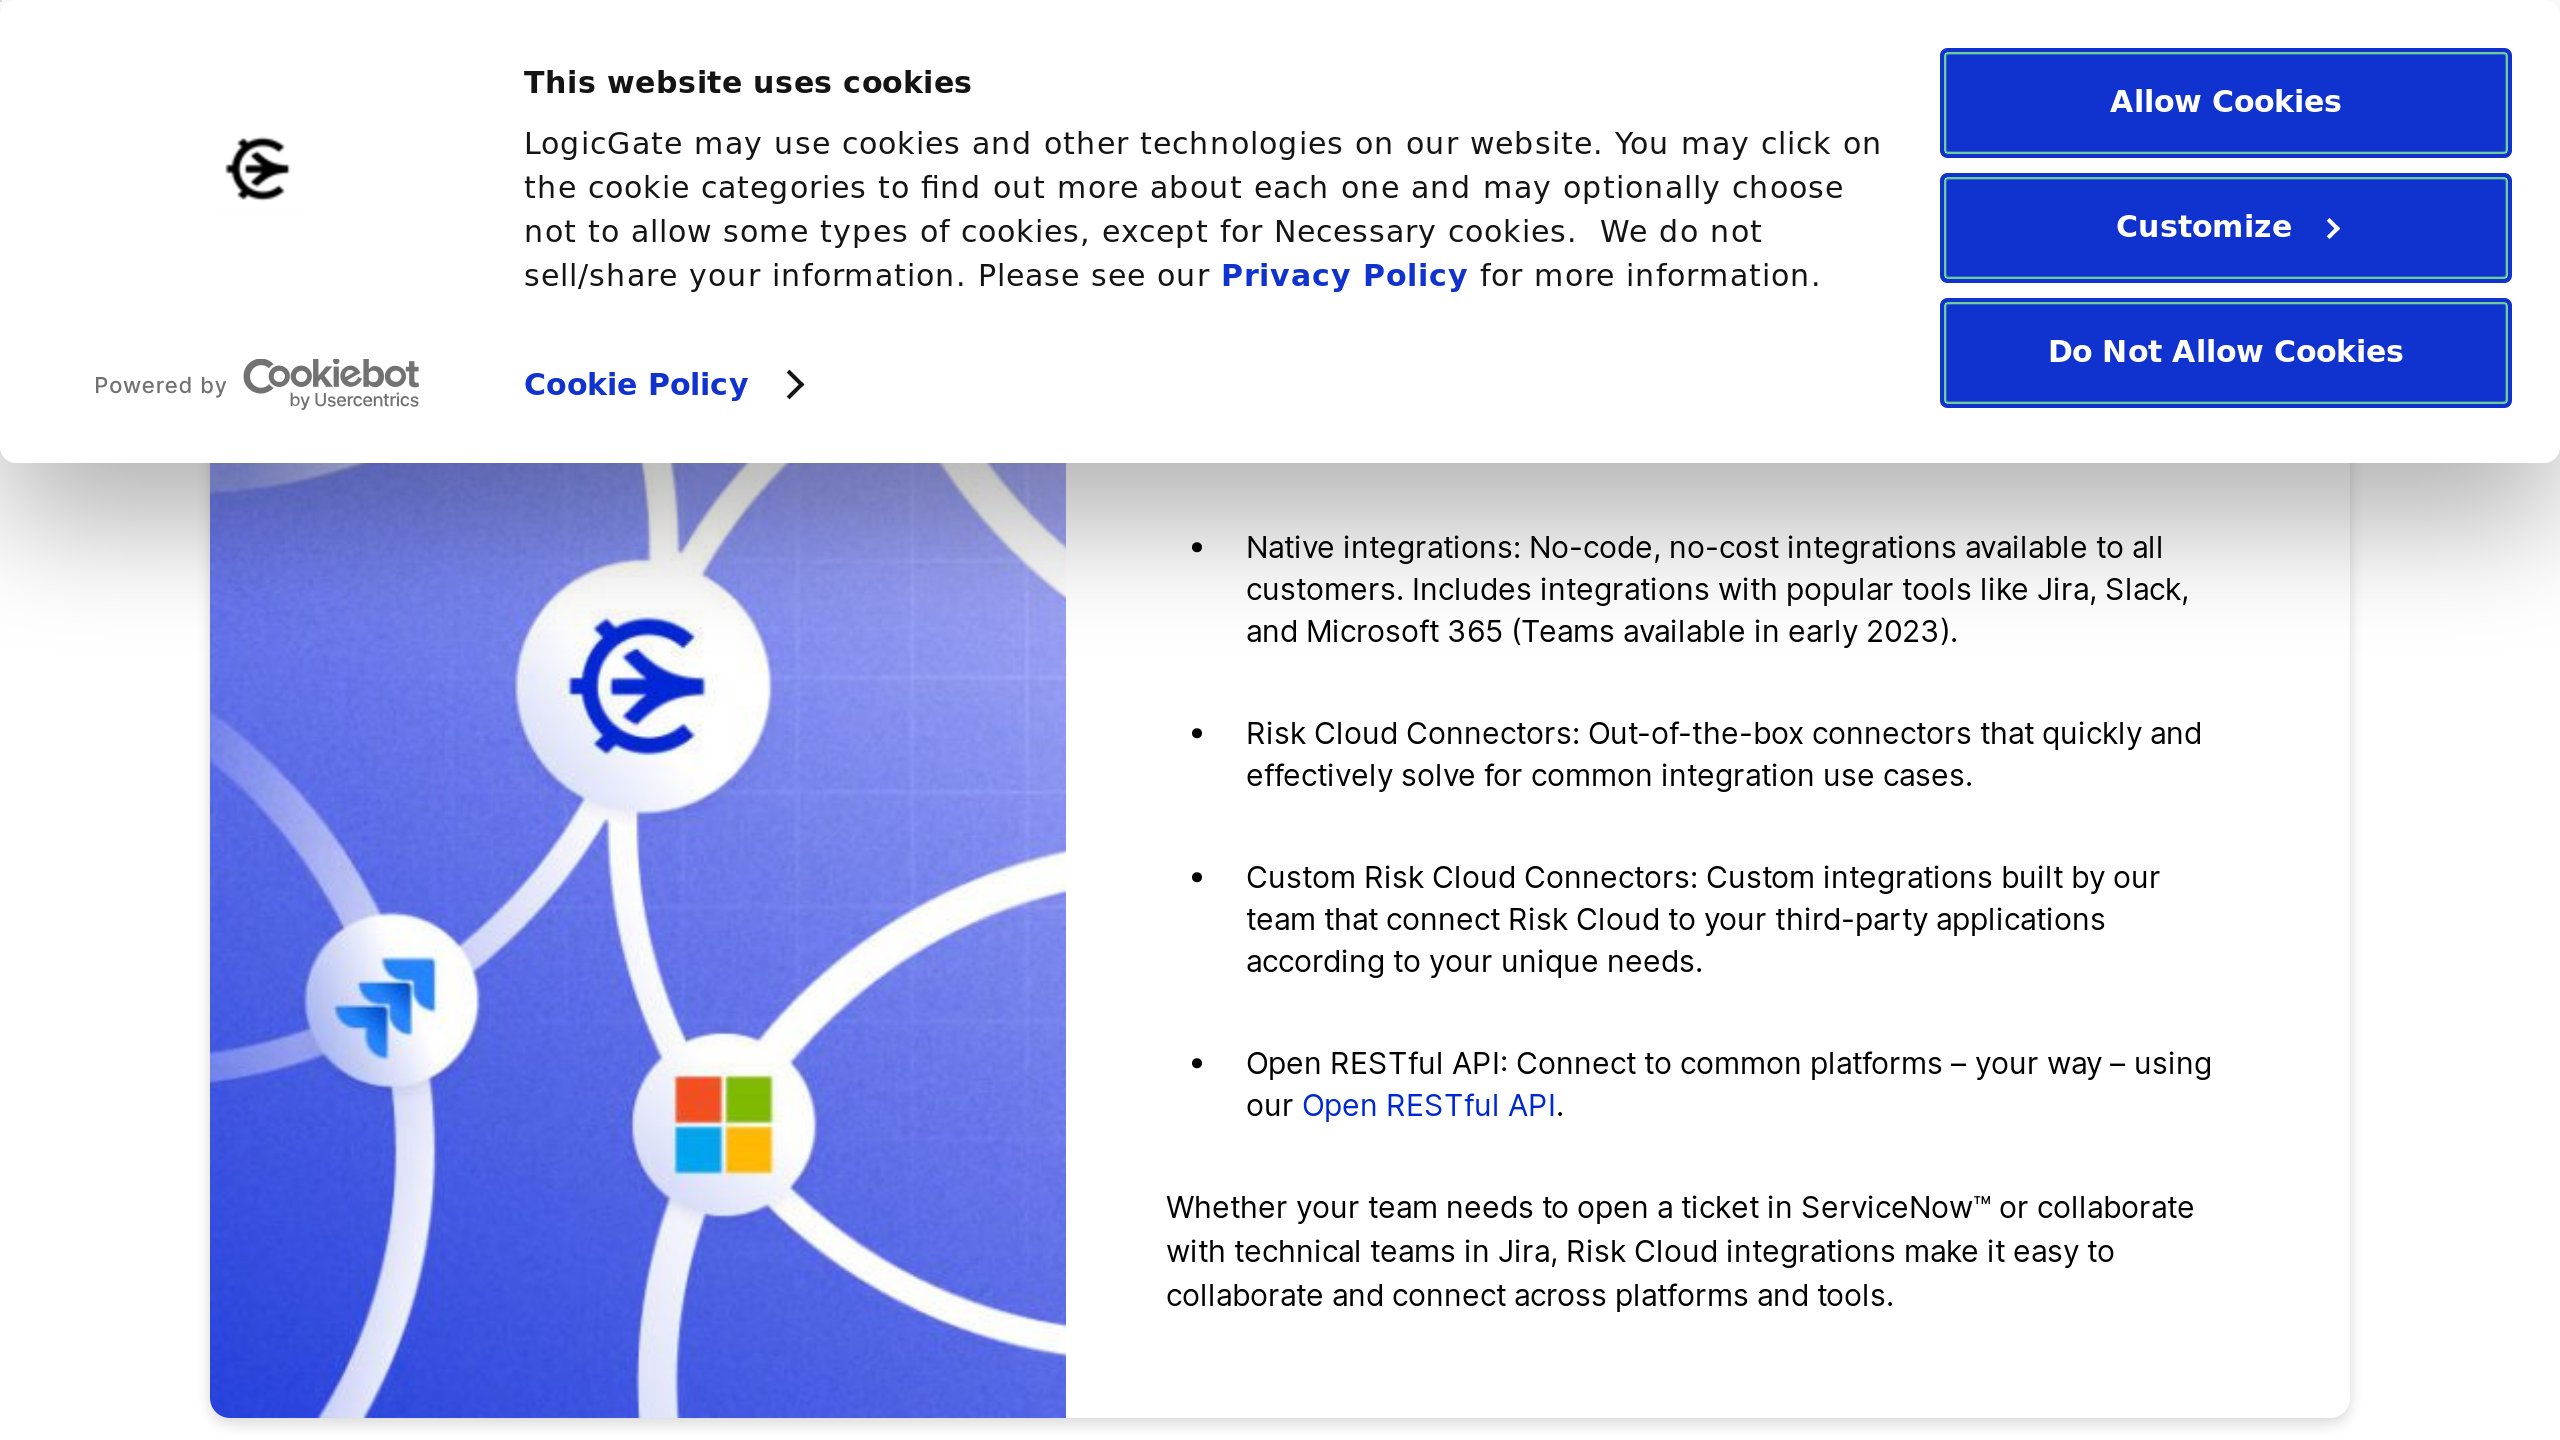 This website uses cookies
LogicGate may use cookies and other technologies on our website. You may click on
the cookie categories to find out more about each one and may optionally choose
not to allow some types of cookies, except for Necessary cookies.  We do not
sell/share your information. Please see our Privacy Policy for more information.
Powered by Cookiebot
by Usercentrics
Cookie Policy
Allow Cookies
Customize
Do Not Allow Cookies
• Native integrations: No-code, no-cost integrations available to all
customers. Includes integrations with popular tools like Jira, Slack,
and Microsoft 365 (Teams available in early 2023).
• Risk Cloud Connectors: Out-of-the-box connectors that quickly and
effectively solve for common integration use cases.
• Custom Risk Cloud Connectors: Custom integrations built by our
team that connect Risk Cloud to your third-party applications
according to your unique needs.
• Open RESTful API: Connect to common platforms – your way – using
our Open RESTful API.
Whether your team needs to open a ticket in ServiceNow™ or collaborate
with technical teams in Jira, Risk Cloud integrations make it easy to
collaborate and connect across platforms and tools.